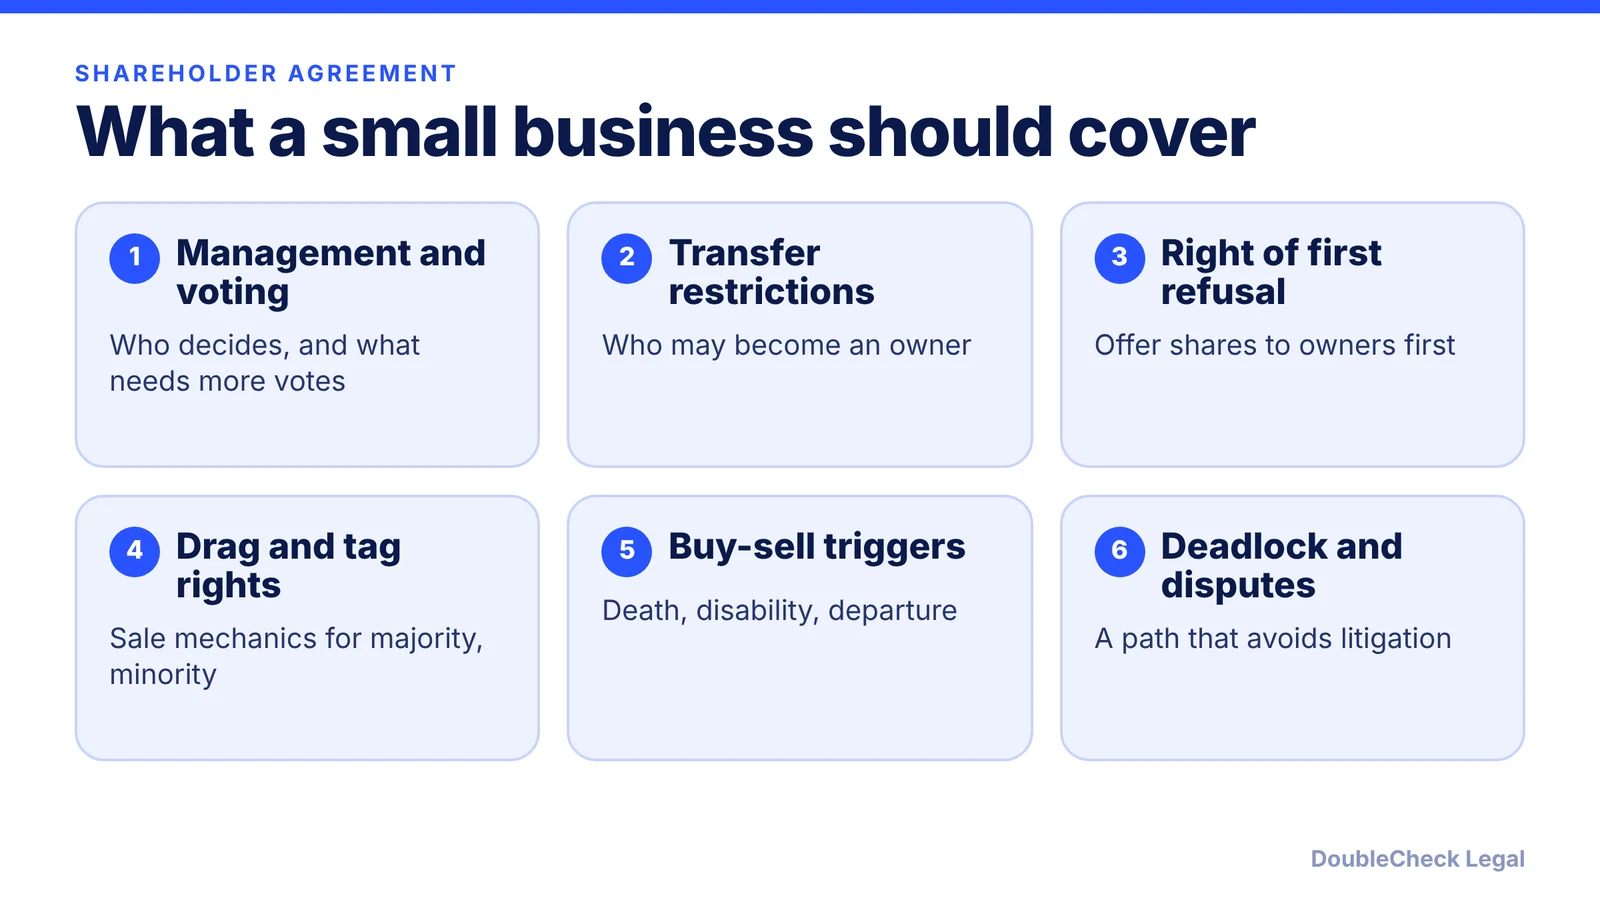 SHAREHOLDER AGREEMENT
What a small business should cover
1
Management and
voting
Who decides, and what
needs more votes
2
Transfer
restrictions
Who may become an owner
3
Right of first
refusal
Offer shares to owners first
4
Drag and tag
rights
Sale mechanics for majority,
minority
5
Buy-sell triggers
Death, disability, departure
6
Deadlock and
disputes
A path that avoids litigation
DoubleCheck Legal